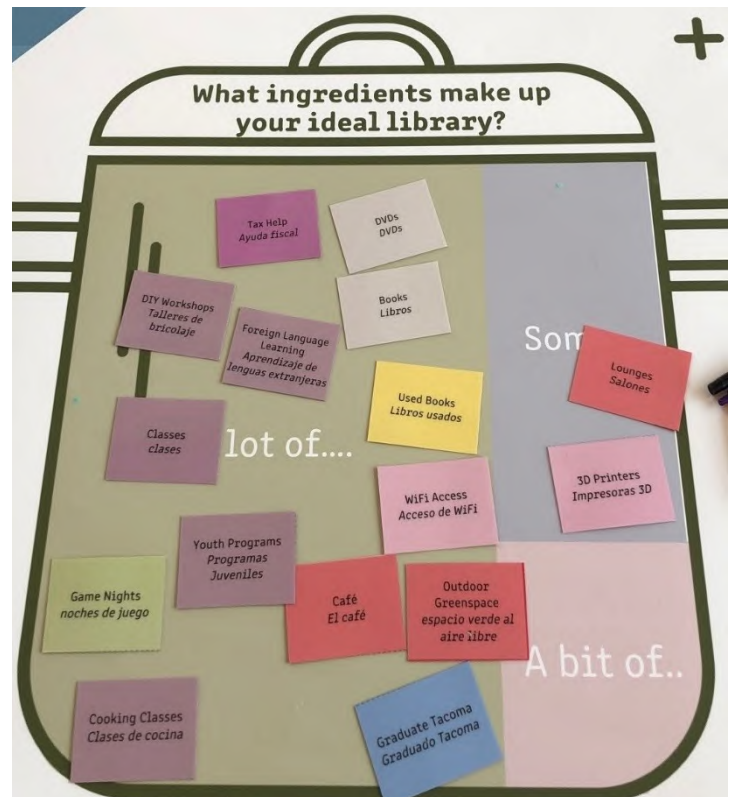 What ingredients make up
your ideal library?
Tax Help
Ayuda fiscal
DVDs
DVDs
DIY Workshops
Talleres de
bricolaje
Foreign Language
Learning
Aprendizaje de
lenguas extranjeras
Books
Libros
Som
Lounges
Salones
Used Books
Libros usados
Classes
clases
lot of....
WiFi Access
Acceso de WiFi
3D Printers
Impresoras 3D
Youth Programs
Programas
Juveniles
Game Nights
noches de juego
Café
El café
Outdoor
Greenspace
espacio verde al
aire libre
A bit of..
Cooking Classes
Clases de cocina
Graduate Tacoma
Graduado Tacoma